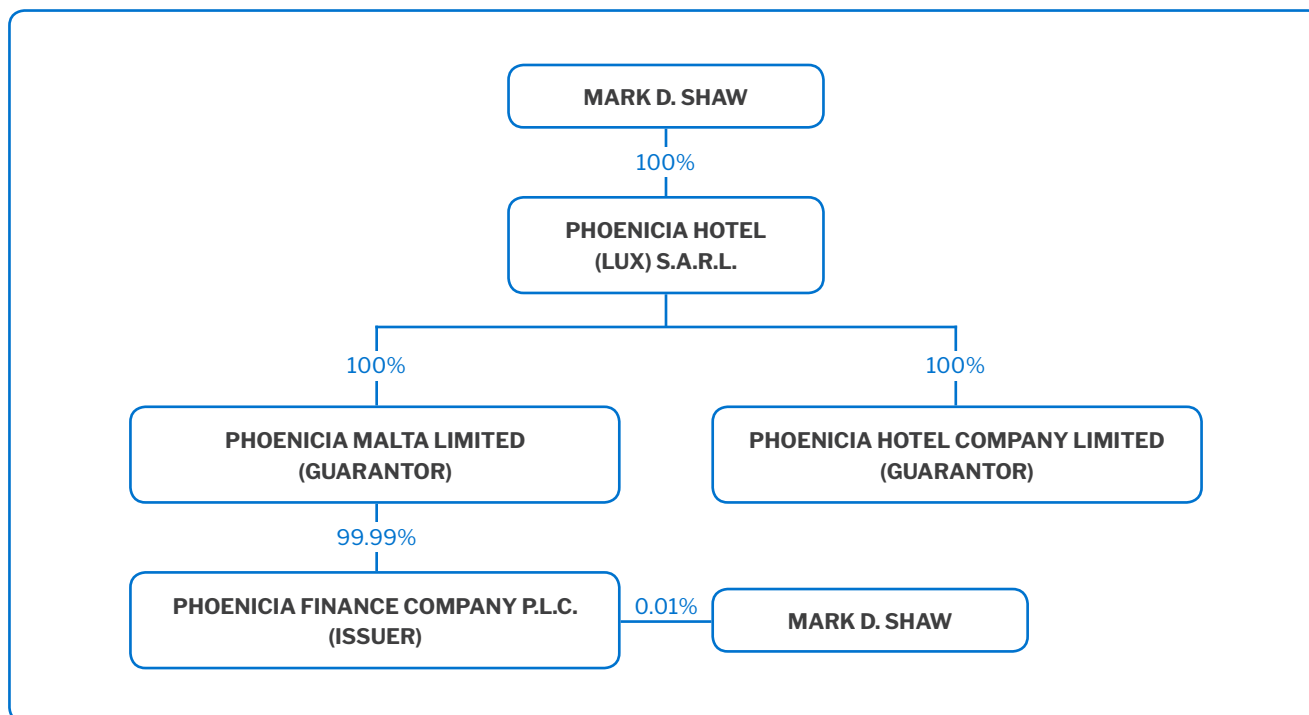 MARK D. SHAW
100%
PHOENICIA HOTEL
(LUX) S.A.R.L.
100%
100%
PHOENICIA MALTA LIMITED
(GUARANTOR)
PHOENICIA HOTEL COMPANY LIMITED
(GUARANTOR)
99.99%
PHOENICIA FINANCE COMPANY P.L.C.
(ISSUER)
0.01%
MARK D. SHAW